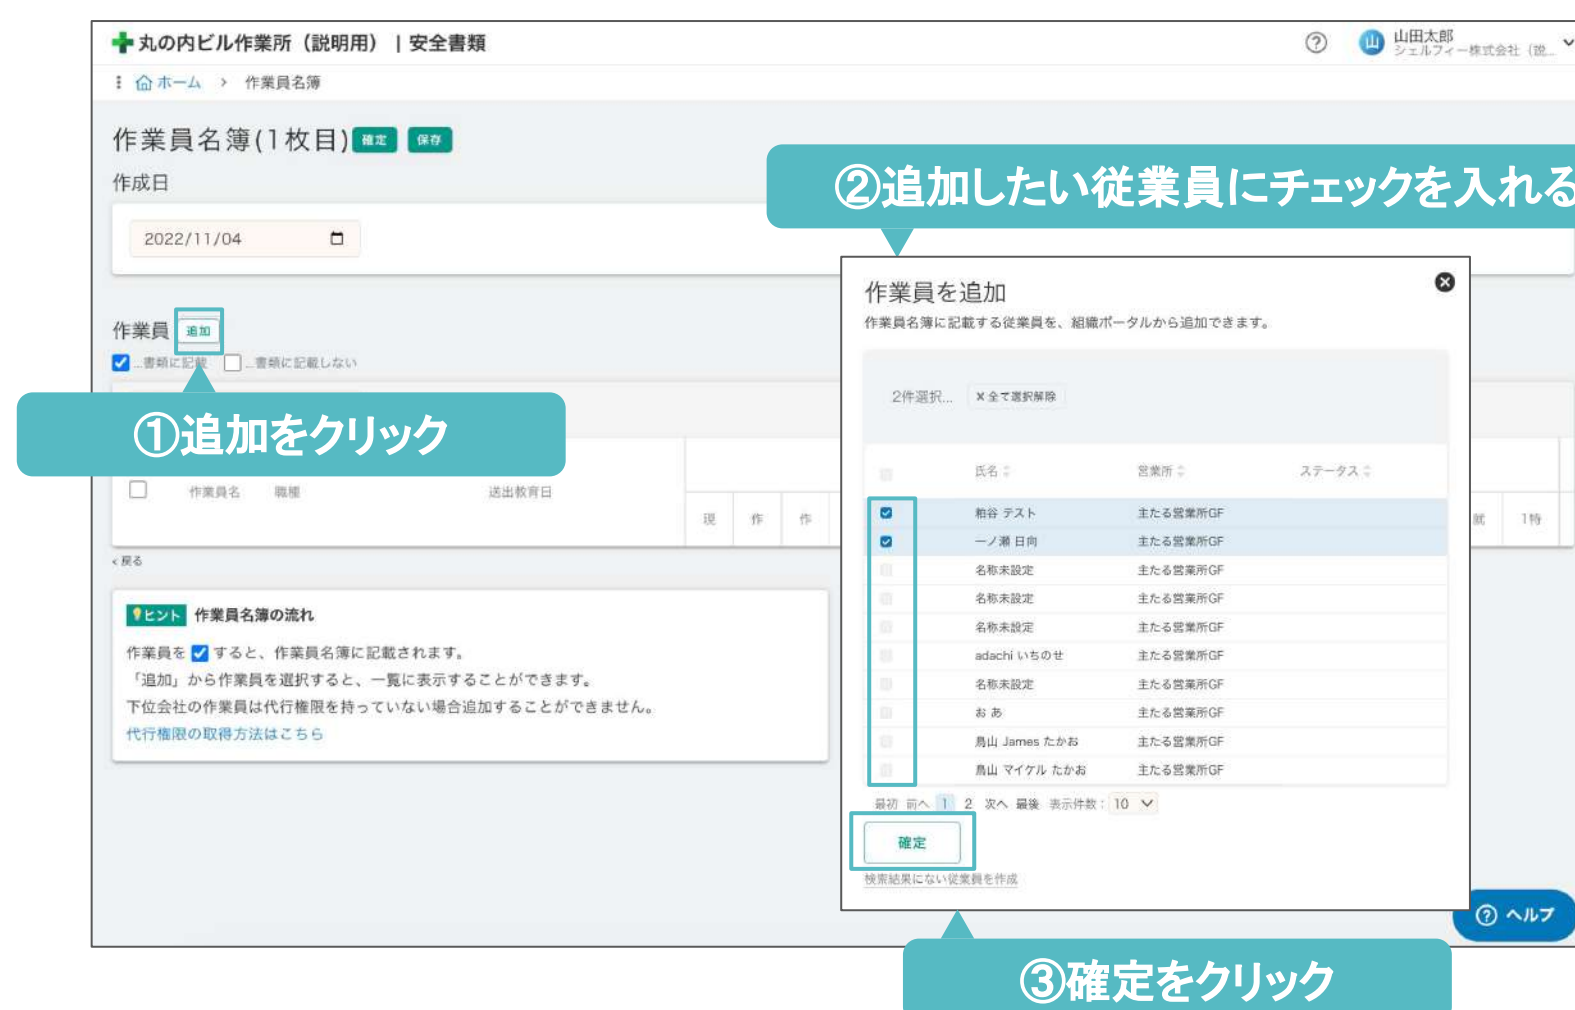 丸の内ビル作業所（説明用）｜安全書類
山田太郎
シェルフィー株式会社（説...
ホーム > 作業員名簿
作業員名簿(1枚目) 確定 保存
作成日
2022/11/04
②追加したい従業員にチェックを入れる
作業員 追加
...書類に記載 ...書類に記載しない
①追加をクリック
作業員名 職種 送出教育日
現 作 作 就 1特
<戻る
ヒント 作業員名簿の流れ
作業員を すると、作業員名簿に記載されます。
「追加」から作業員を選択すると、一覧に表示することができます。
下位会社の作業員は代行権限を持っていない場合追加することができません。
代行権限の取得方法はこちら
作業員を追加
作業員名簿に記載する従業員を、組織ポータルから追加できます。
2件選択... ×全て選択解除
氏名 営業所 ステータス
粕谷 テスト 主たる営業所GF
一ノ瀬 日向 主たる営業所GF
名称未設定 主たる営業所GF
名称未設定 主たる営業所GF
名称未設定 主たる営業所GF
adachi いちのせ 主たる営業所GF
名称未設定 主たる営業所GF
お あ 主たる営業所GF
鳥山 James たかお 主たる営業所GF
鳥山 マイケル たかお 主たる営業所GF
最初 前へ 1 2 次へ 最後 表示件数： 10
確定
検索結果にない従業員を作成
ヘルプ
③確定をクリック